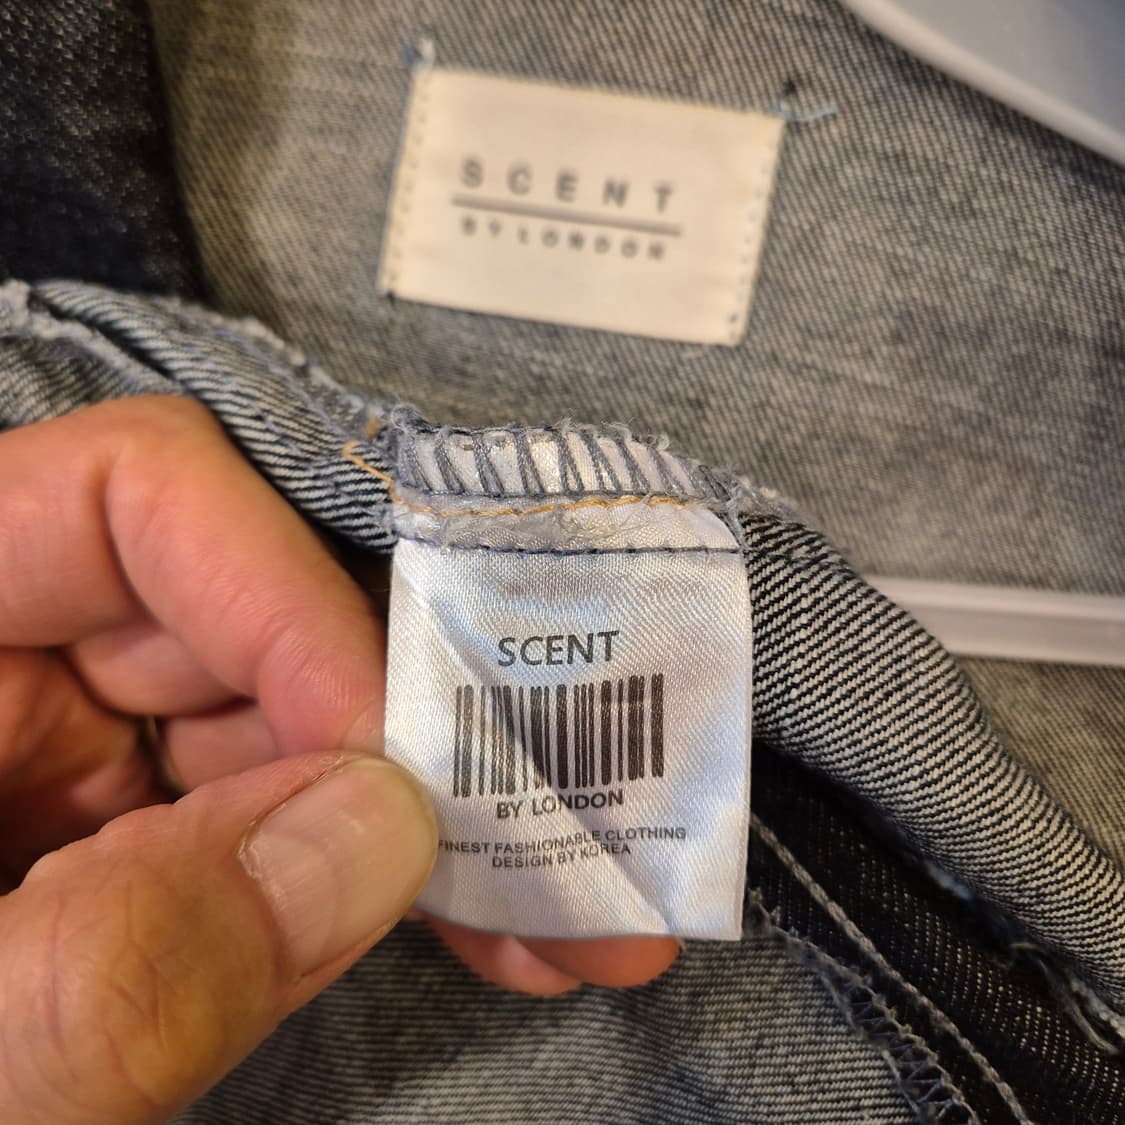 SCENT
BY LONDON
SCENT
BY LONDON
FINEST FASHIONABLE CLOTHING
DESIGN BY KOREA